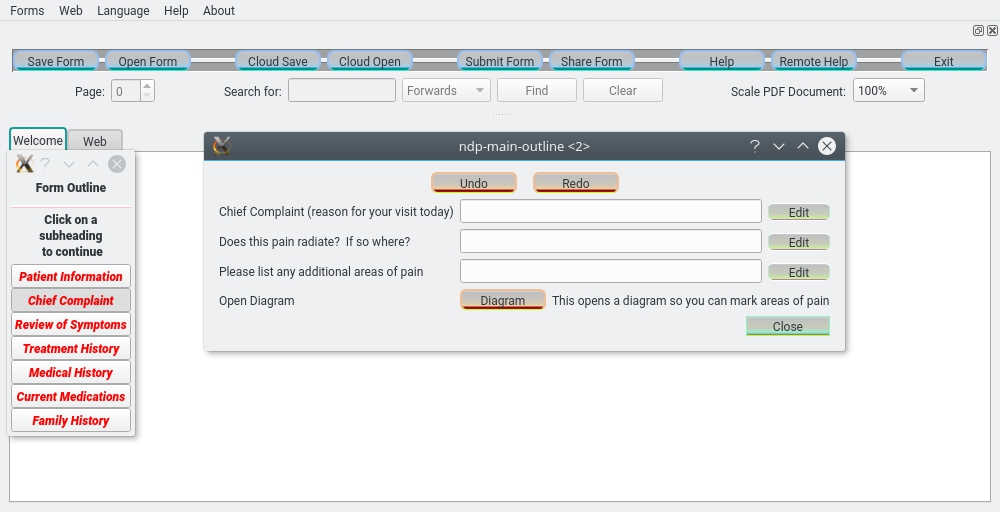 Forms Web Language Help About
Save Form Open Form Cloud Save Cloud Open Submit Form Share Form Help Remote Help Exit
Page: 0 Search for: Forwards Find Clear Scale PDF Document: 100%
Welcome Web
Form Outline
Click on a
subheading
to continue
Patient Information
Chief Complaint
Review of Symptoms
Treatment History
Medical History
Current Medications
Family History
ndp-main-outline <2>
Undo Redo
Chief Complaint (reason for your visit today) Edit
Does this pain radiate? If so where? Edit
Please list any additional areas of pain Edit
Open Diagram Diagram This opens a diagram so you can mark areas of pain
Close